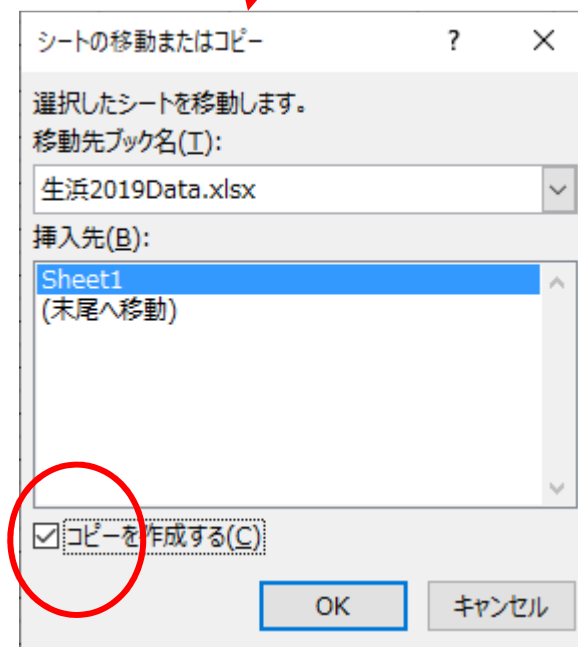 シートの移動またはコピー ? ×
選択したシートを移動します。
移動先ブック名(T):
生浜2019Data.xlsx
挿入先(B):
Sheet1
(末尾へ移動)
コピーを作成する(C)
OK キャンセル